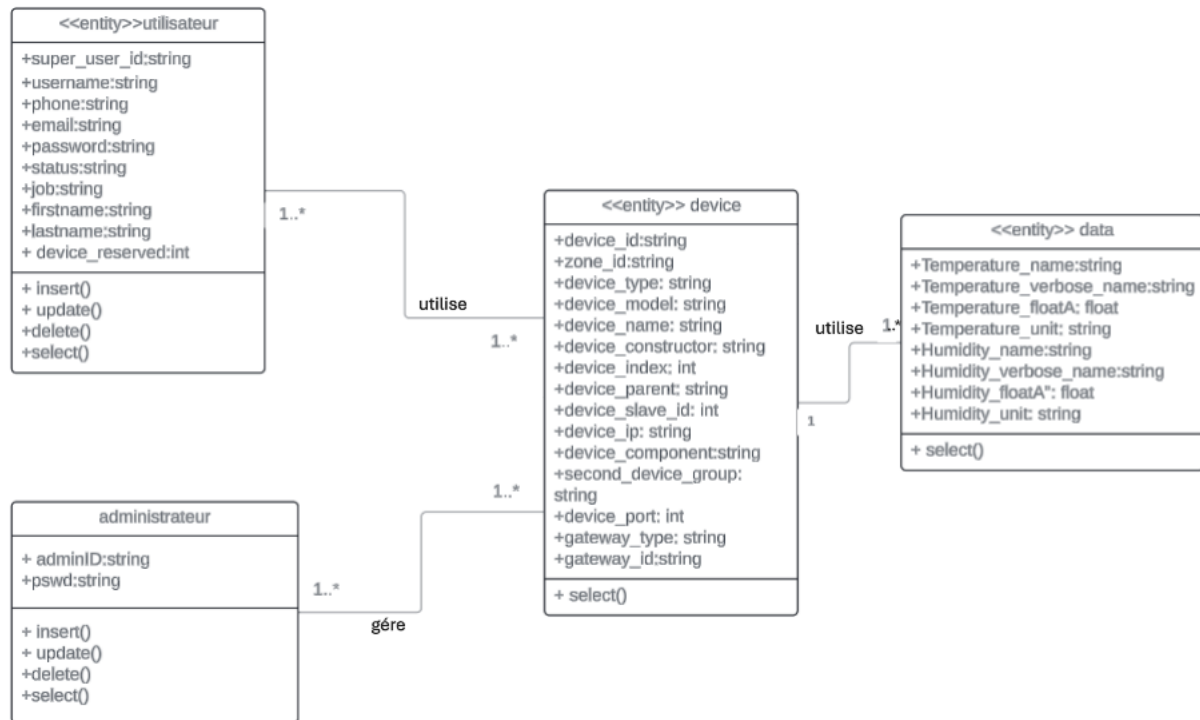 <<entity>>utilisateur
+super_user_id:string
+username:string
+phone:string
+email:string
+password:string
+status:string
+job:string
+firstname:string
+lastname:string
+ device_reserved:int
+ insert()
+ update()
+delete()
+select()
1..*
utilise
1..*
<<entity>> device
+device_id:string
+zone_id:string
+device_type: string
+device_model: string
+device_name: string
+device_constructor: string
+device_index: int
+device_parent: string
+device_slave_id: int
+device_ip: string
+device_component:string
+second_device_group:
string
+device_port: int
+gateway_type: string
+gateway_id:string
+ select()
utilise
1..*
1
<<entity>> data
+Temperature_name:string
+Temperature_verbose_name:string
+Temperature_floatA: float
+Temperature_unit: string
+Humidity_name:string
+Humidity_verbose_name:string
+Humidity_floatA": float
+Humidity_unit: string
+ select()
administrateur
+ adminID:string
+pswd:string
+ insert()
+ update()
+delete()
+select()
1..*
1..*
gére